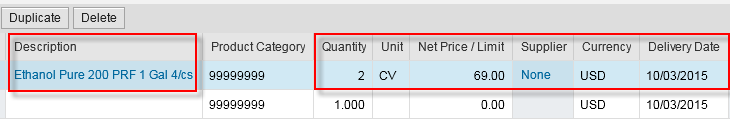 Duplicate Delete
Description Product Category Quantity Unit Net Price / Limit Supplier Currency Delivery Date
Ethanol Pure 200 PRF 1 Gal 4/cs 99999999 2 CV 69.00 None USD 10/03/2015
99999999 1.000 0.00 USD 10/03/2015